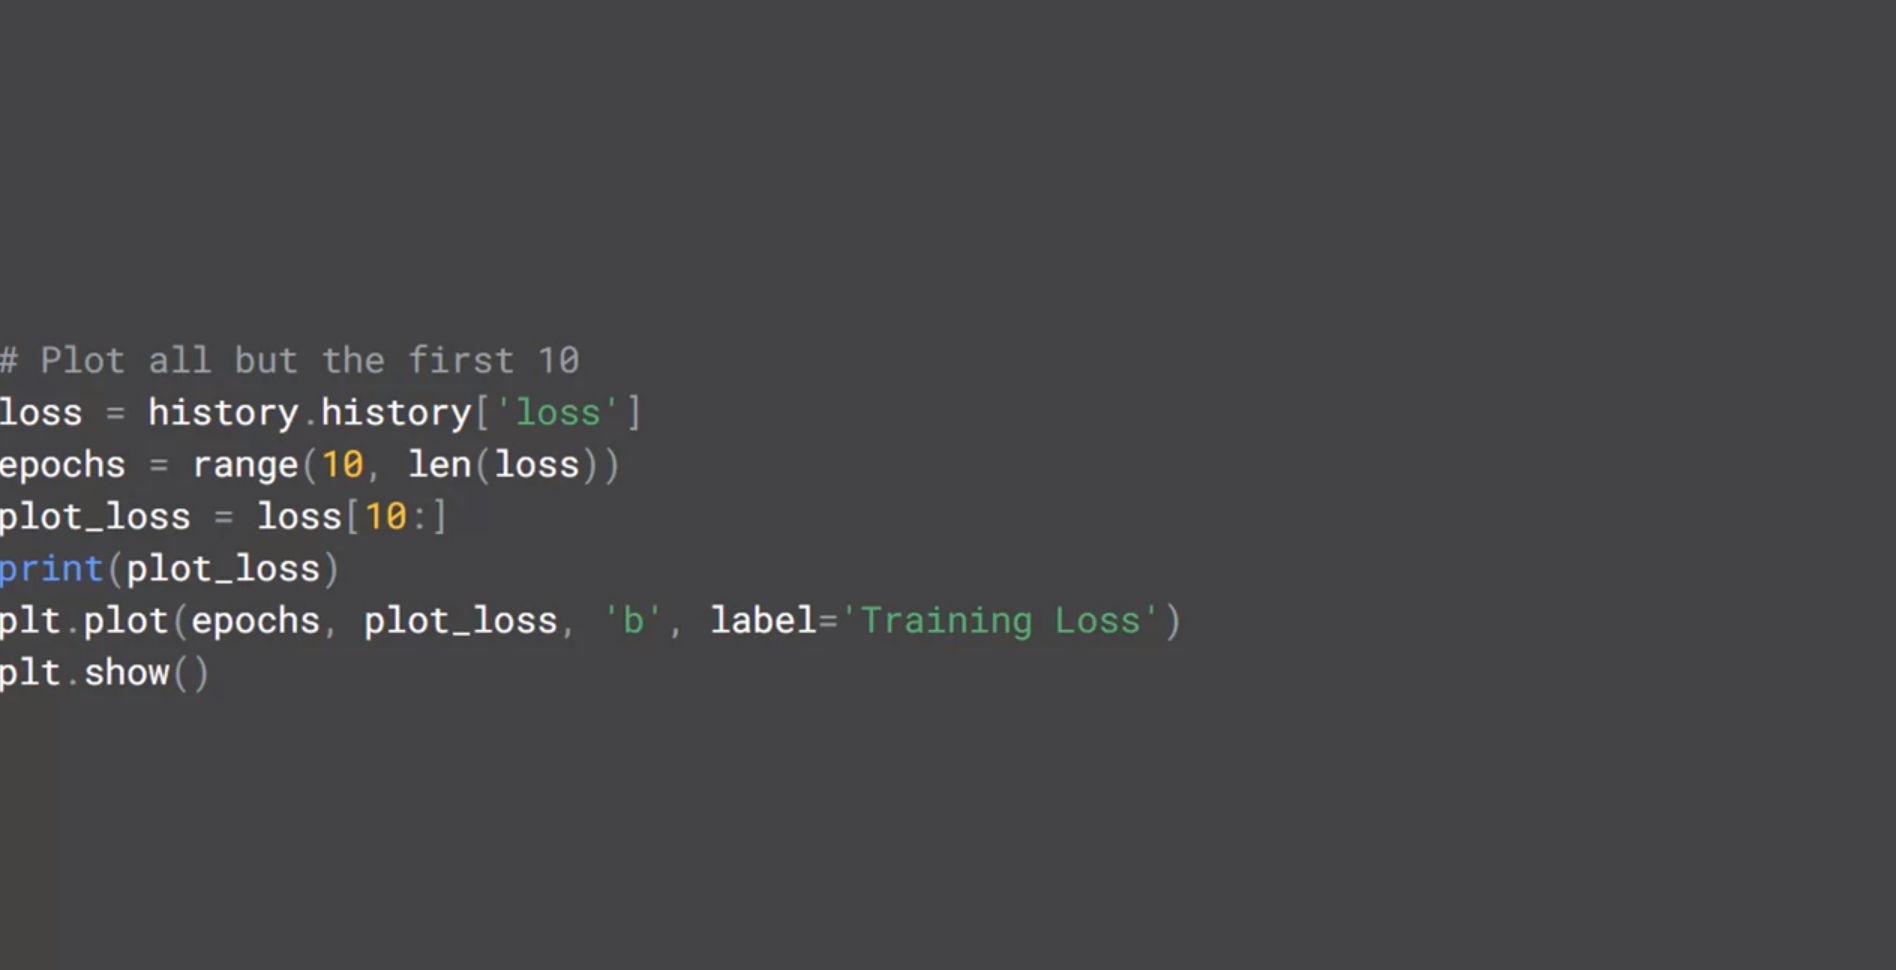 # Plot all but the first 10
loss = history.history['loss']
epochs = range(10, len(loss))
plot_loss = loss[10:]
print(plot_loss)
plt.plot(epochs, plot_loss, 'b', label='Training Loss')
plt.show()